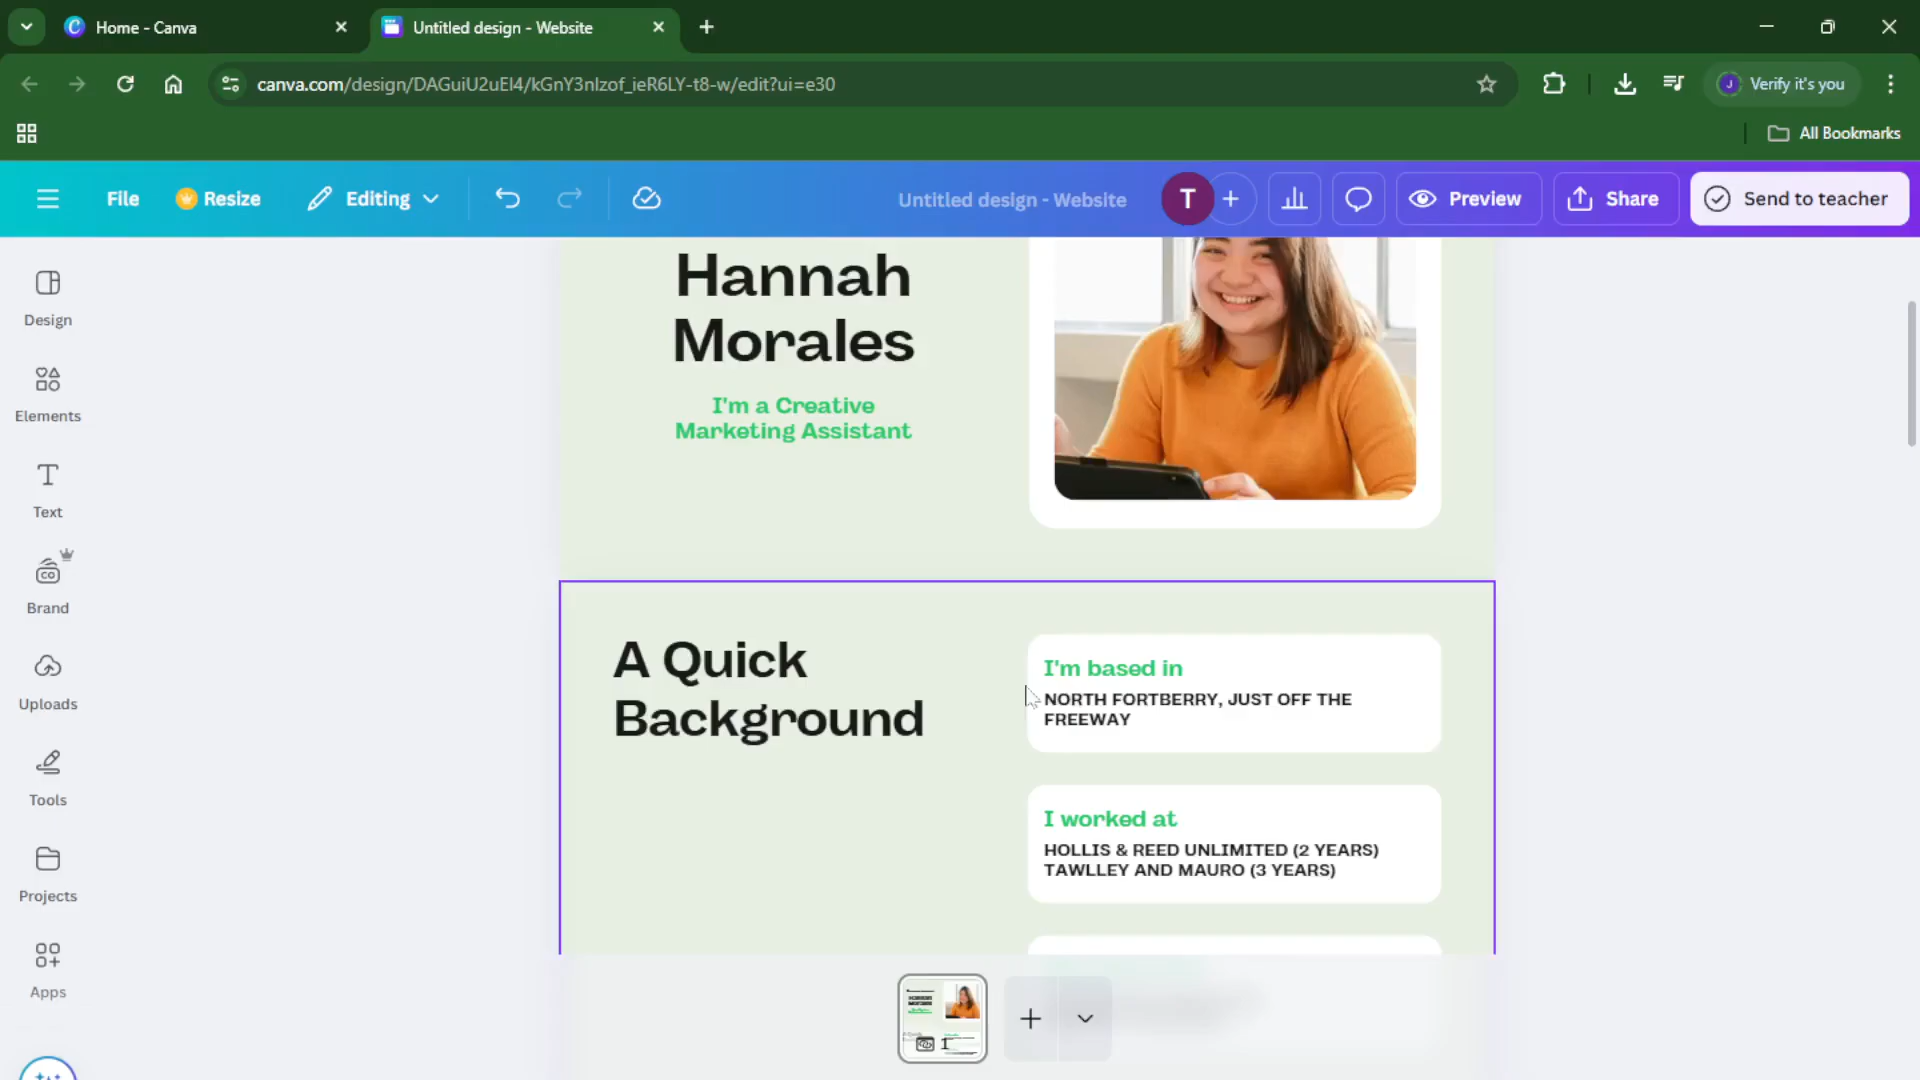 Home - Canva
Untitled design - Website
canva.com/design/DAGuiU2uEl4/kGnY3nlzof_ieR6LY-t8-w/edit?ui=e30
J
Verify it's you
All Bookmarks
File
Resize
Editing
Untitled design - Website
T
Preview
Share
Send to teacher
Design
Elements
Text
Brand
Uploads
Tools
Projects
Apps
Hannah
Morales
I'm a Creative
Marketing Assistant
A Quick
Background
I'm based in
NORTH FORTBERRY, JUST OFF THE
FREEWAY
I worked at
HOLLIS & REED UNLIMITED (2 YEARS)
TAWLLEY AND MAURO (3 YEARS)
1